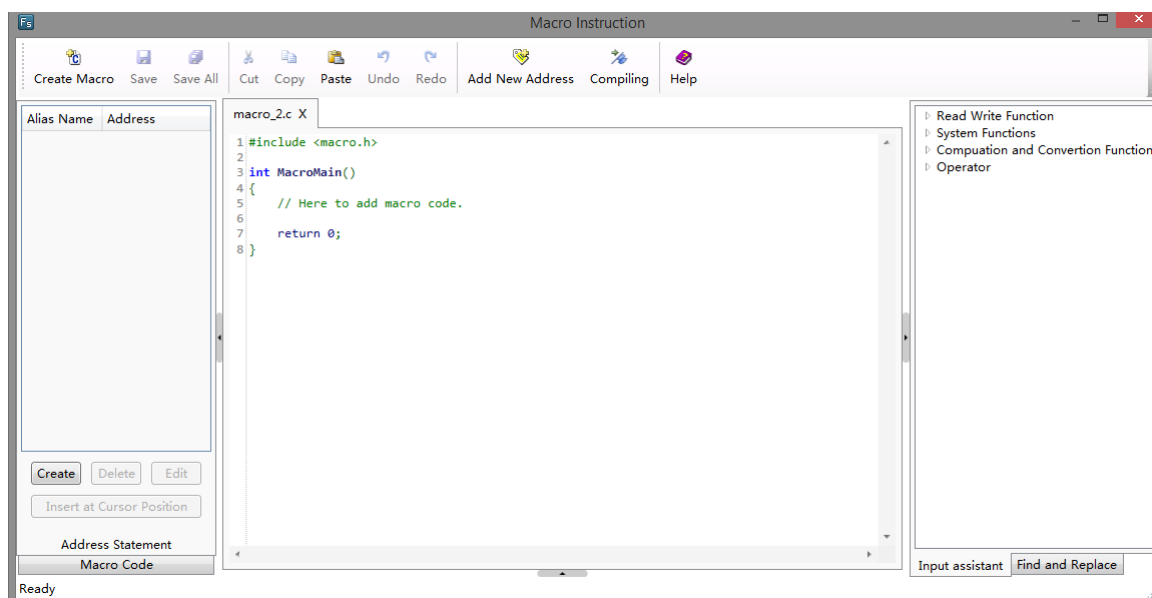 Fs
Macro Instruction
Create Macro Save Save All Cut Copy Paste Undo Redo Add New Address Compiling Help
Alias Name Address
macro_2.c X
1 #include <macro.h>
2
3 int MacroMain()
4 {
5 // Here to add macro code.
6
7 return 0;
8 }
Read Write Function
System Functions
Compuation and Convertion Function
Operator
Create Delete Edit
Insert at Cursor Position
Address Statement
Macro Code
Input assistant Find and Replace
Ready